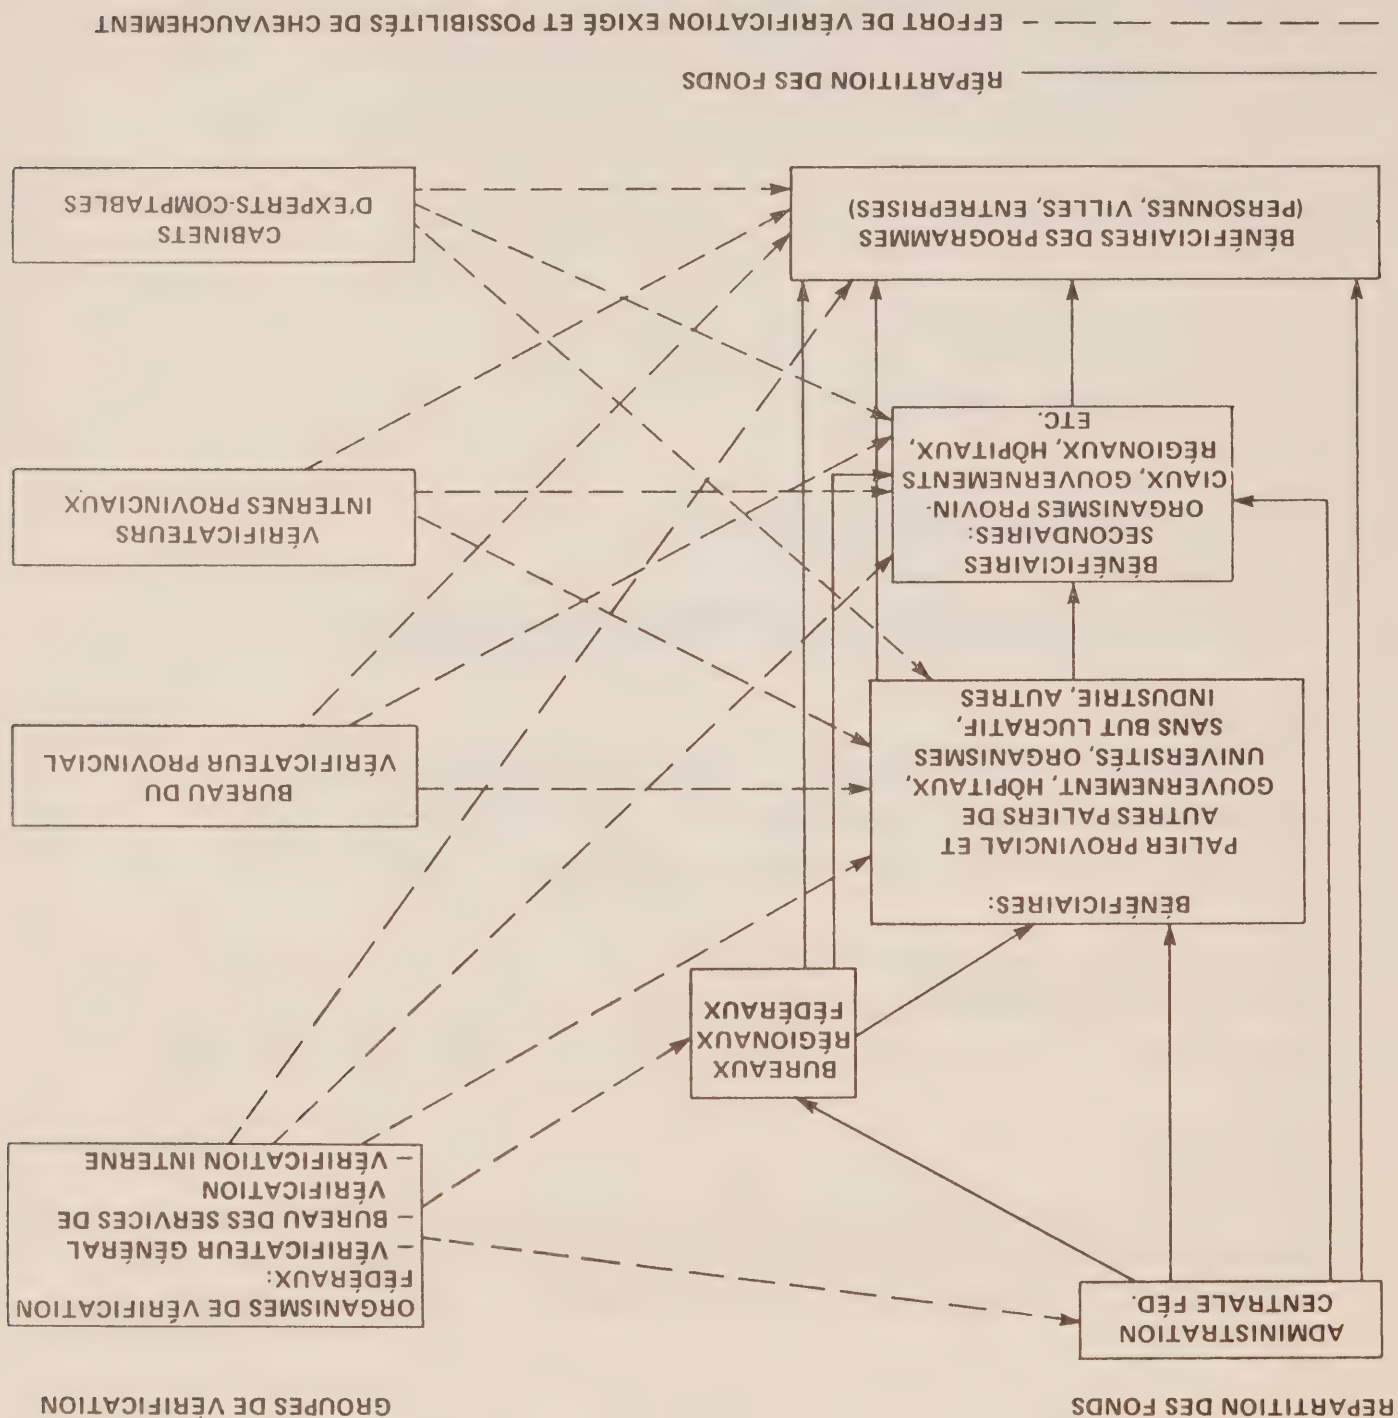 RÉPARTITION DES FONDS
GROUPES DE VÉRIFICATION
ADMINISTRATION
CENTRALE FÉD.
ORGANISMES DE VÉRIFICATION
FÉDÉRAUX:
– VÉRIFICATEUR GÉNÉRAL
– BUREAU DES SERVICES DE
VÉRIFICATION
– VÉRIFICATION INTERNE
BUREAUX
RÉGIONAUX
FÉDÉRAUX
BÉNÉFICIAIRES:
PALIER PROVINCIAL ET
AUTRES PALIERS DE
GOUVERNEMENT, HÔPITAUX,
UNIVERSITÉS, ORGANISMES
SANS BUT LUCRATIF,
INDUSTRIE, AUTRES
BUREAU DU
VÉRIFICATEUR PROVINCIAL
BÉNÉFICIAIRES
SECONDAIRES:
ORGANISMES PROVIN-
CIAUX, GOUVERNEMENTS
RÉGIONAUX, HÔPITAUX,
ETC.
VÉRIFICATEURS
INTERNES PROVINCIAUX
BÉNÉFICIAIRES DES PROGRAMMES
(PERSONNES, VILLES, ENTREPRISES)
CABINETS
D'EXPERTS-COMPTABLES
RÉPARTITION DES FONDS
EFFORT DE VÉRIFICATION EXIGÉ ET POSSIBILITÉS DE CHEVAUCHEMENT